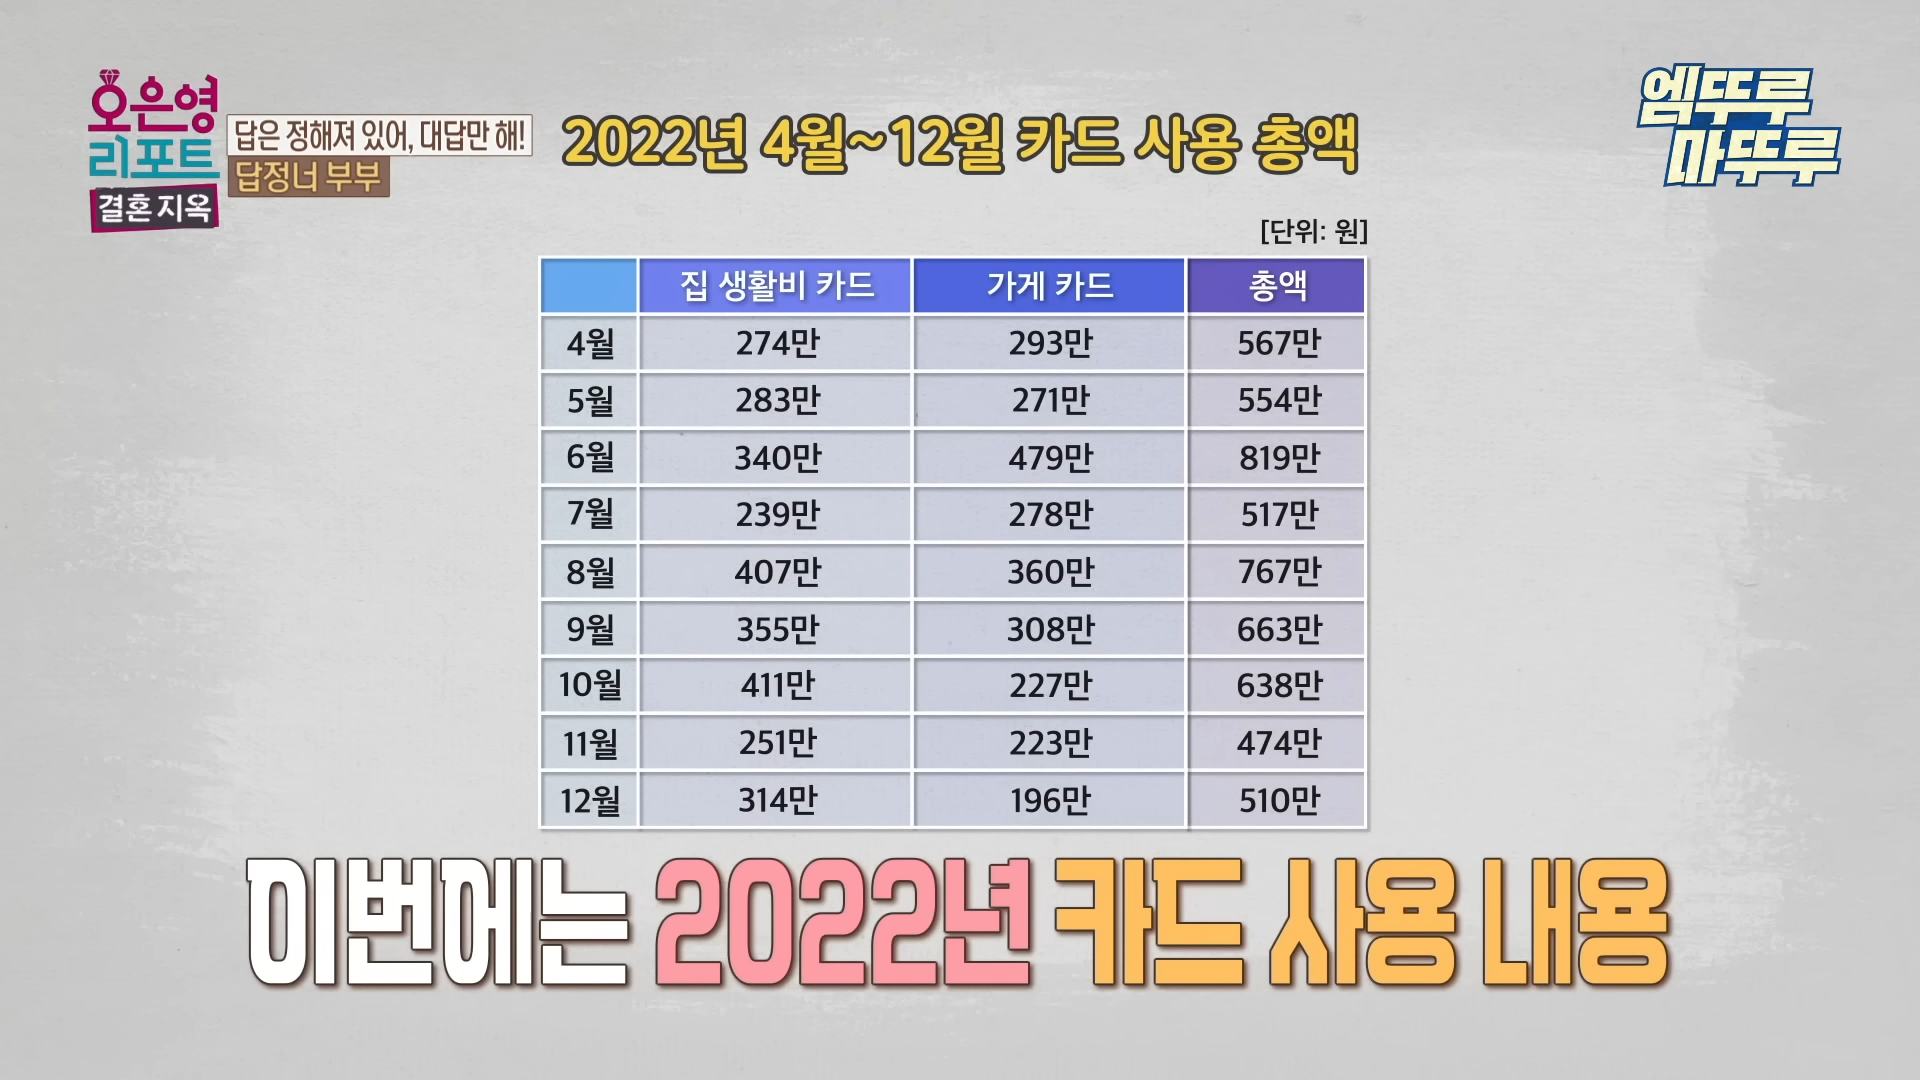 오은영
리포트
결혼 지옥
답은 정해져 있어, 대답만 해!
답정너 부부
2022년 4월~12월 카드 사용 총액
엠뚜루
마뚜루
[단위: 원]
집 생활비 카드 가게 카드 총액
4월 274만 293만 567만
5월 283만 271만 554만
6월 340만 479만 819만
7월 239만 278만 517만
8월 407만 360만 767만
9월 355만 308만 663만
10월 411만 227만 638만
11월 251만 223만 474만
12월 314만 196만 510만
이번에는 2022년 카드 사용 내용